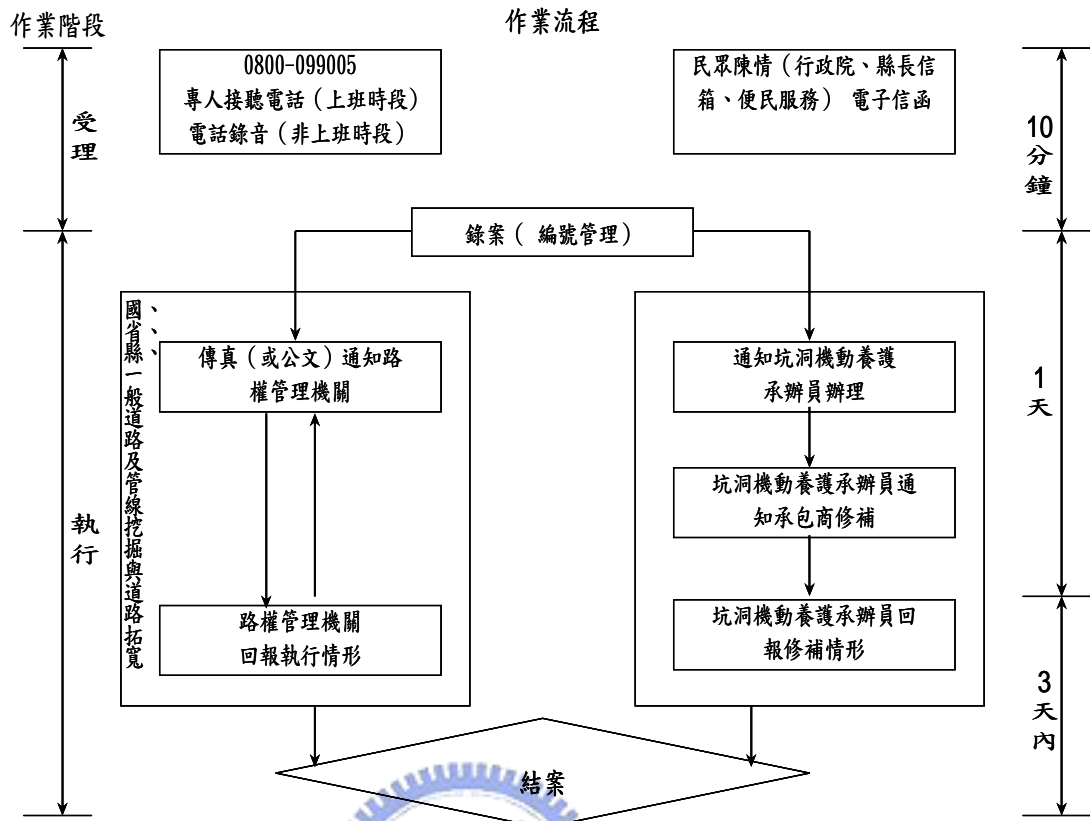 作業階段
作業流程
受理
0800-099005
專人接聽電話（上班時段）
電話錄音（非上班時段）
民眾陳情（行政院、縣長信
箱、便民服務） 電子信函
10
分鐘
錄案（ 編號管理）
執行
國、省、縣、一般道路及管線挖掘與道路拓寬
傳真（或公文）通知路
權管理機關
路權管理機關
回報執行情形
通知坑洞機動養護
承辦員辦理
坑洞機動養護承辦員通
知承包商修補
坑洞機動養護承辦員回
報修補情形
1
天
3
天內
結案